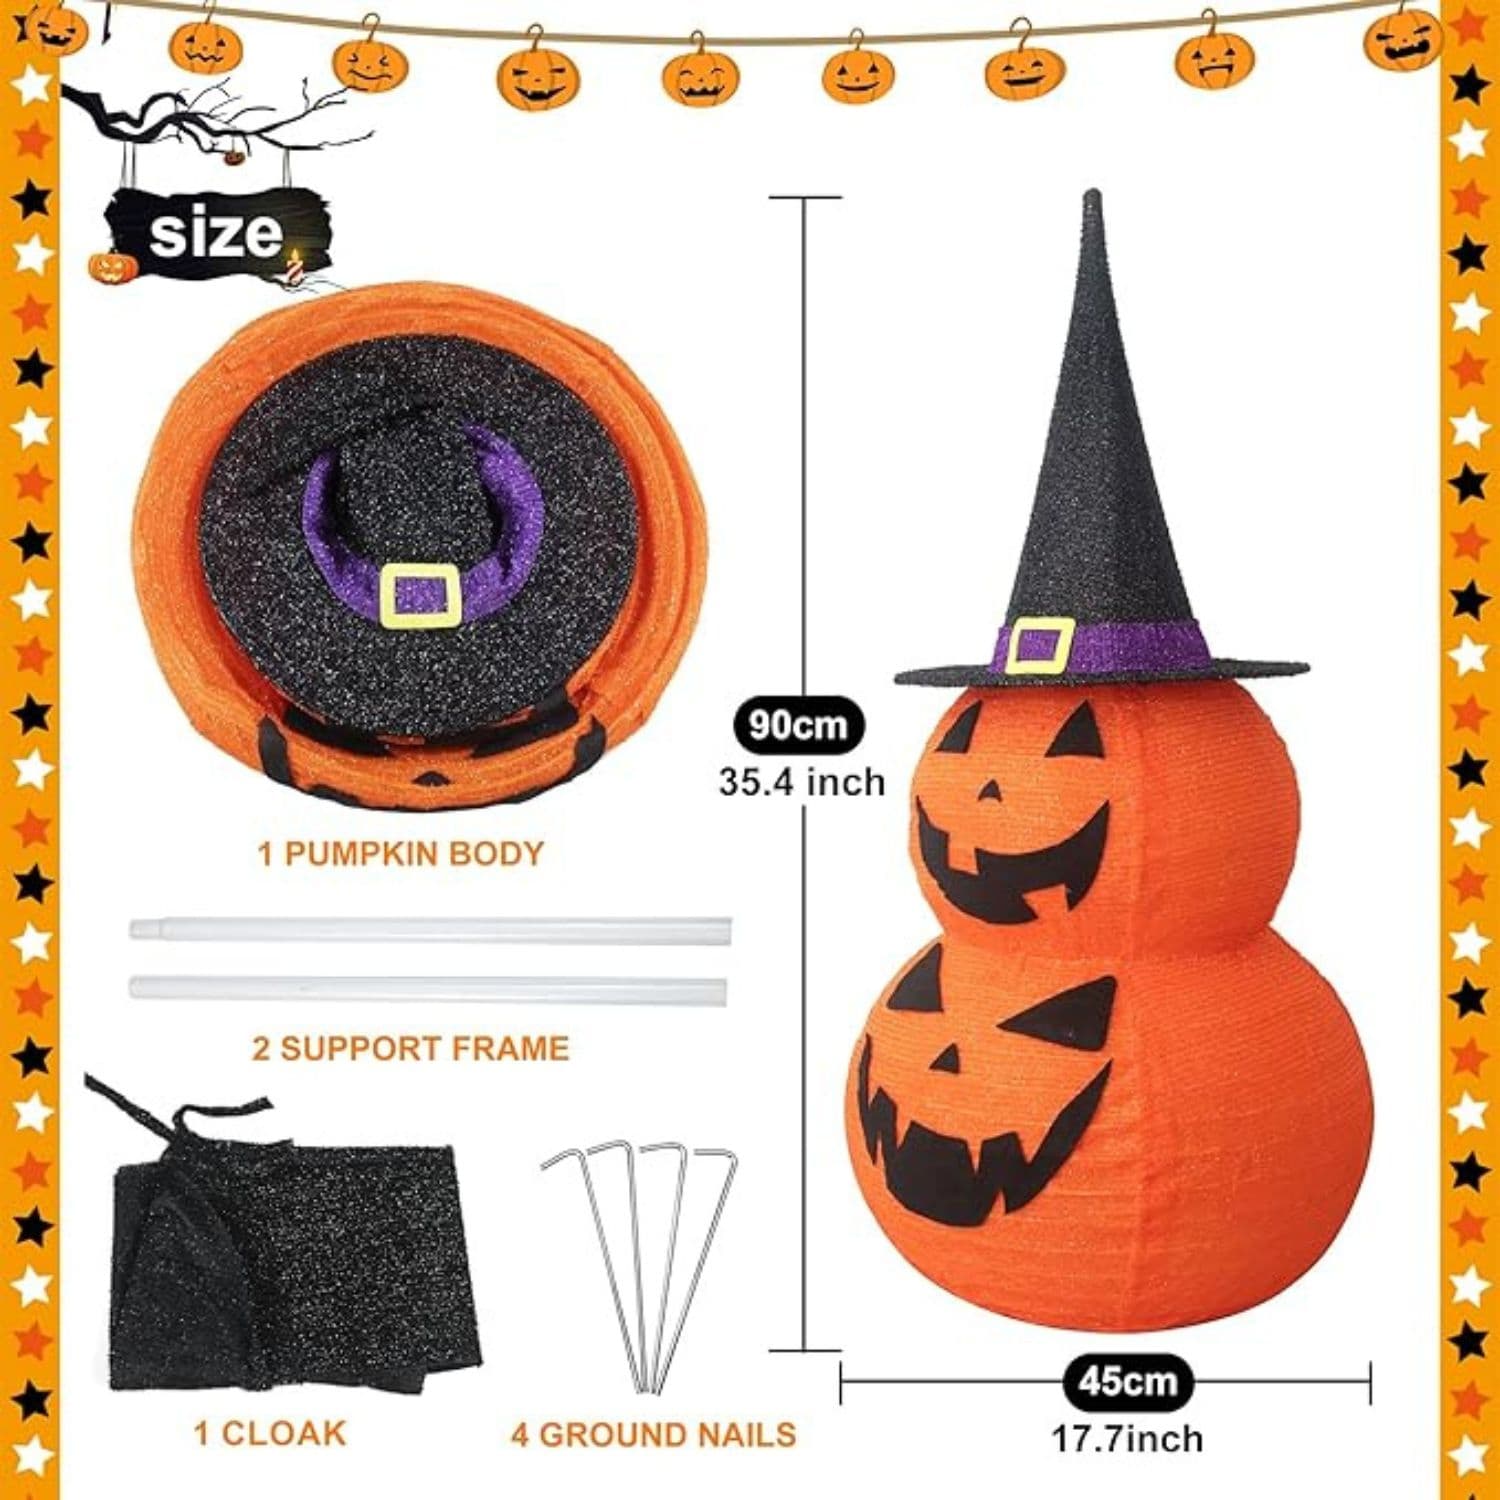 size
90cm
35.4 inch
1 PUMPKIN BODY
2 SUPPORT FRAME
1 CLOAK
4 GROUND NAILS
45cm
17.7inch